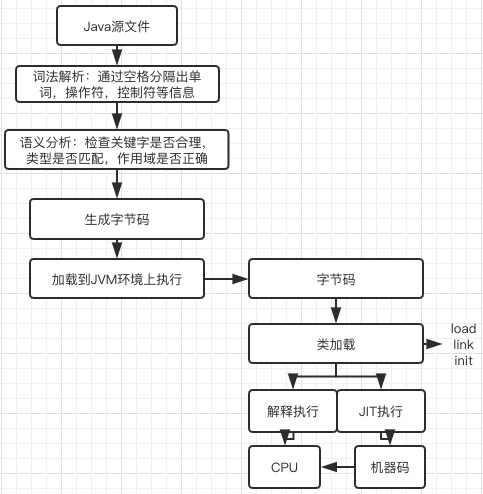 Java源文件
词法解析：通过空格分隔出单
词，操作符，控制符等信息
语义分析：检查关键字是否合理，
类型是否匹配，作用域是否正确
生成字节码
加载到JVM环境上执行
字节码
类加载
load
link
init
解释执行
JIT执行
CPU
机器码